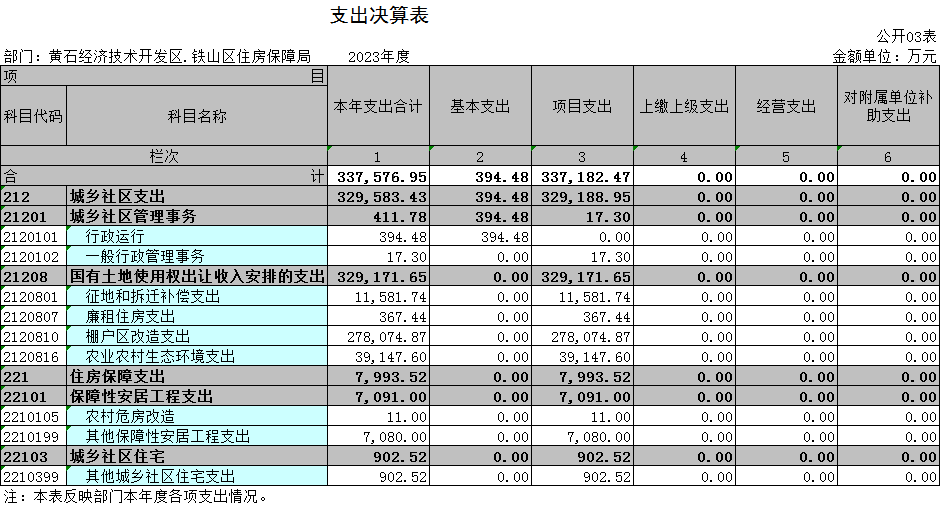 支出决算表
公开03表
部门：黄石经济技术开发区.铁山区住房保障局 2023年度 金额单位：万元
项 目 本年支出合计 基本支出 项目支出 上缴上级支出 经营支出 对附属单位补助支出
科目代码 科目名称
栏次 1 2 3 4 5 6
合 计 337,576.95 394.48 337,182.47 0.00 0.00 0.00
212 城乡社区支出 329,583.43 394.48 329,188.95 0.00 0.00 0.00
21201 城乡社区管理事务 411.78 394.48 17.30 0.00 0.00 0.00
2120101 行政运行 394.48 394.48 0.00 0.00 0.00 0.00
2120102 一般行政管理事务 17.30 0.00 17.30 0.00 0.00 0.00
21208 国有土地使用权出让收入安排的支出 329,171.65 0.00 329,171.65 0.00 0.00 0.00
2120801 征地和拆迁补偿支出 11,581.74 0.00 11,581.74 0.00 0.00 0.00
2120807 廉租住房支出 367.44 0.00 367.44 0.00 0.00 0.00
2120810 棚户区改造支出 278,074.87 0.00 278,074.87 0.00 0.00 0.00
2120816 农业农村生态环境支出 39,147.60 0.00 39,147.60 0.00 0.00 0.00
221 住房保障支出 7,993.52 0.00 7,993.52 0.00 0.00 0.00
22101 保障性安居工程支出 7,091.00 0.00 7,091.00 0.00 0.00 0.00
2210105 农村危房改造 11.00 0.00 11.00 0.00 0.00 0.00
2210199 其他保障性安居工程支出 7,080.00 0.00 7,080.00 0.00 0.00 0.00
22103 城乡社区住宅 902.52 0.00 902.52 0.00 0.00 0.00
2210399 其他城乡社区住宅支出 902.52 0.00 902.52 0.00 0.00 0.00
注：本表反映部门本年度各项支出情况。